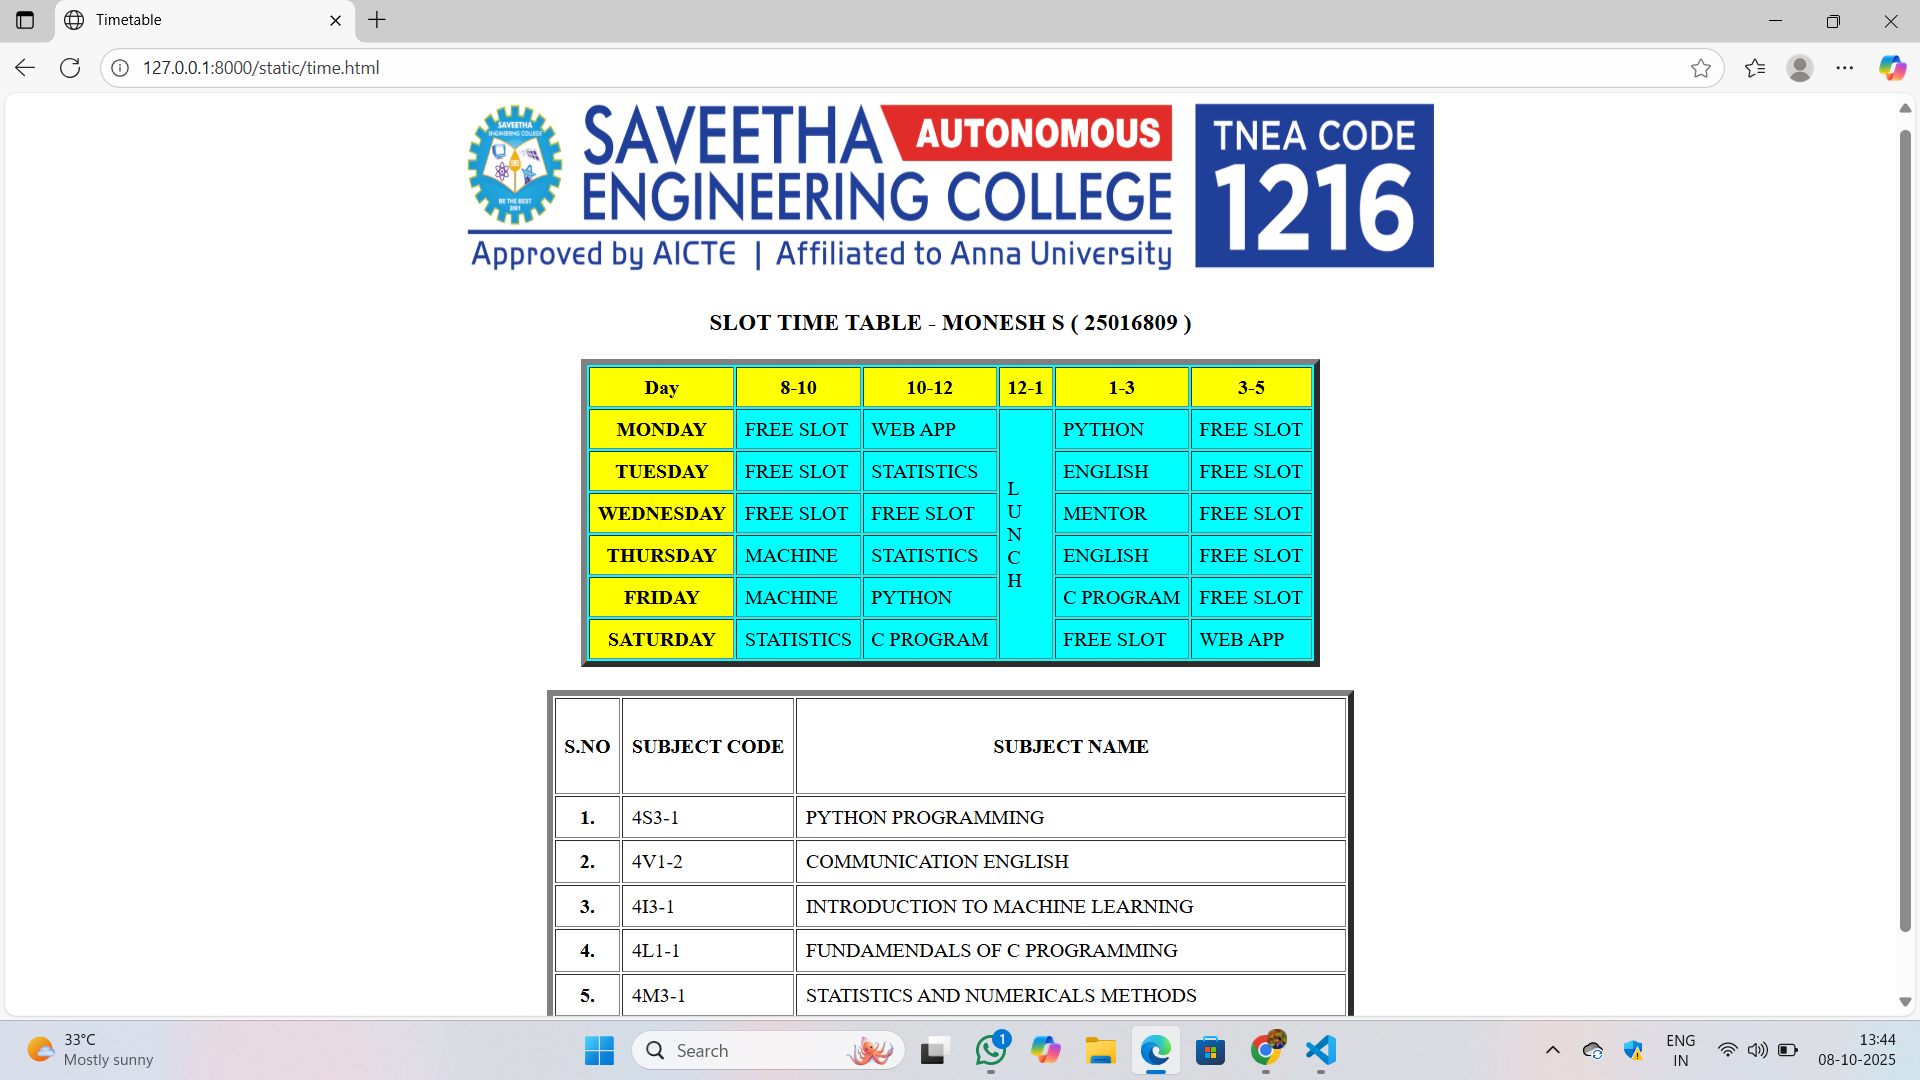 Timetable
127.0.0.1:8000/static/time.html
SAVEETHA
ENGINEERING COLLEGE
BE THE BEST
2001
SAVEETHA AUTONOMOUS
ENGINEERING COLLEGE
Approved by AICTE | Affiliated to Anna University
TNEA CODE
1216
SLOT TIME TABLE - MONESH S ( 25016809 )
Day 8-10 10-12 12-1 1-3 3-5
MONDAY FREE SLOT WEB APP PYTHON FREE SLOT
TUESDAY FREE SLOT STATISTICS ENGLISH FREE SLOT
WEDNESDAY FREE SLOT FREE SLOT MENTOR FREE SLOT
THURSDAY MACHINE STATISTICS ENGLISH FREE SLOT
FRIDAY MACHINE PYTHON C PROGRAM FREE SLOT
SATURDAY STATISTICS C PROGRAM FREE SLOT WEB APP
L
U
N
C
H
S.NO SUBJECT CODE SUBJECT NAME
1. 4S3-1 PYTHON PROGRAMMING
2. 4V1-2 COMMUNICATION ENGLISH
3. 4I3-1 INTRODUCTION TO MACHINE LEARNING
4. 4L1-1 FUNDAMENDALS OF C PROGRAMMING
5. 4M3-1 STATISTICS AND NUMERICALS METHODS
33°C
Mostly sunny
Search
1
ENG
IN
13:44
08-10-2025